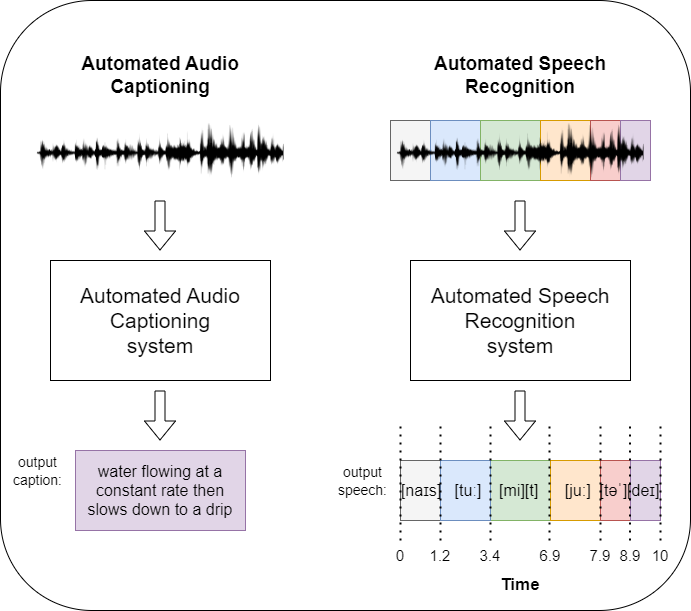 Automated Audio
Captioning
Automated Speech
Recognition
Automated Audio
Captioning
system
Automated Speech
Recognition
system
output
caption:
water flowing at a
constant rate then
slows down to a drip
output
speech:
[naɪs] [tuː] [mi][t] [juː] [təˈ] [deɪ]
0 1.2 3.4 6.9 7.9 8.9 10
Time